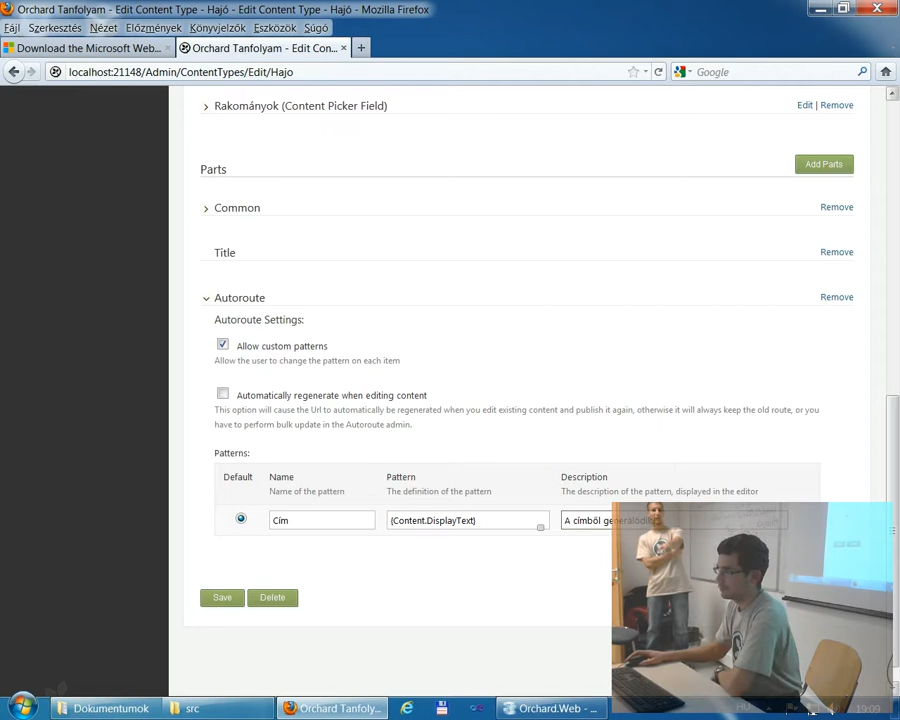 Orchard Tanfolyam - Edit Content Type - Hajó - Edit Content Type - Hajó - Mozilla Firefox
Fájl Szerkesztés Nézet Előzmények Könyvjelzők Eszközök Súgó
Download the Microsoft Web... Orchard Tanfolyam - Edit Con...
localhost:21148/Admin/ContentTypes/Edit/Hajo Google
Rakományok (Content Picker Field) Edit | Remove
Parts Add Parts
Common Remove
Title Remove
Autoroute Remove
Autoroute Settings:
Allow custom patterns
Allow the user to change the pattern on each item
Automatically regenerate when editing content
This option will cause the Url to automatically be regenerated when you edit existing content and publish it again, otherwise it will always keep the old route, or you
have to perform bulk update in the Autoroute admin.
Patterns:
Default Name Pattern Description
Name of the pattern The definition of the pattern The description of the pattern, displayed in the editor
Cím {Content.DisplayText} A címből
Save Delete
Dokumentumok src Orchard Tanfoly... Orchard.Web - ... HU 19:09